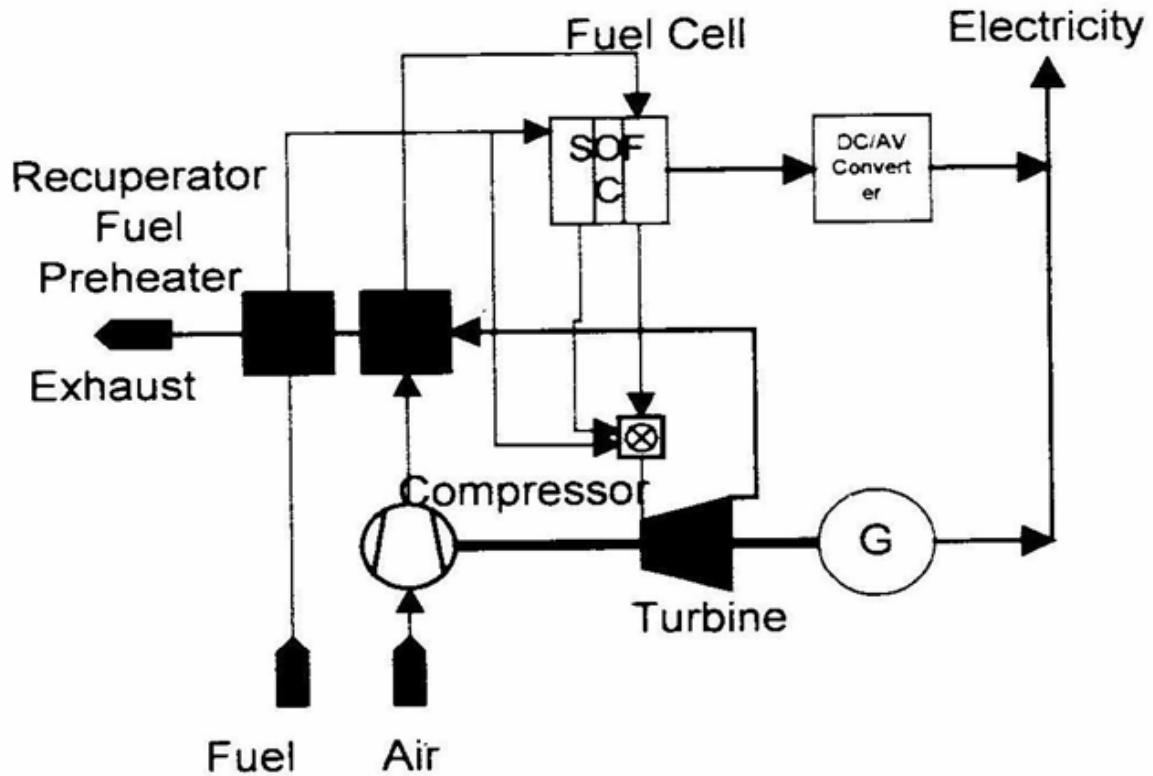 Fuel Cell
Electricity
SOF
C
DC/AV
Convert
er
Recuperator
Fuel
Preheater
Exhaust
Compressor
G
Turbine
Fuel
Air